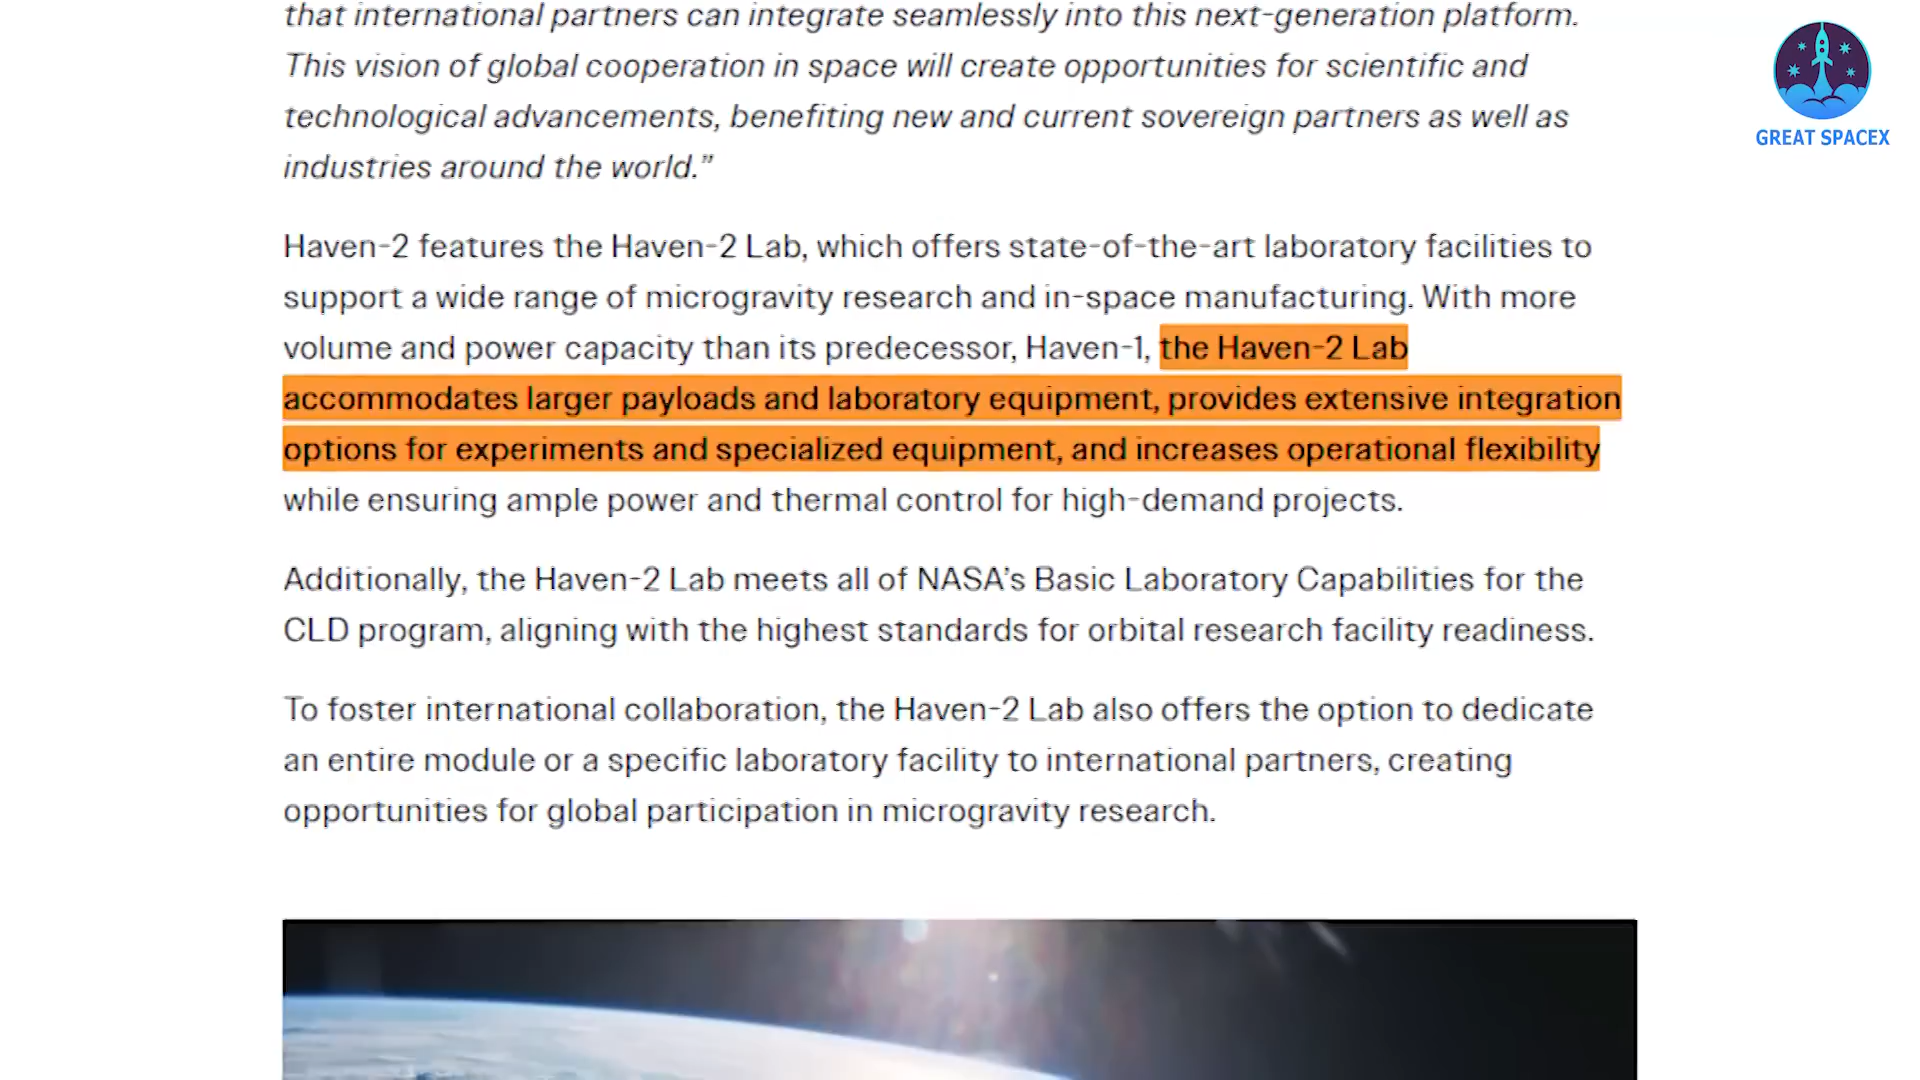 that international partners can integrate seamlessly into this next-generation platform.
This vision of global cooperation in space will create opportunities for scientific and
technological advancements, benefiting new and current sovereign partners as well as
industries around the world.”
Haven-2 features the Haven-2 Lab, which offers state-of-the-art laboratory facilities to
support a wide range of microgravity research and in-space manufacturing. With more
volume and power capacity than its predecessor, Haven-1, the Haven-2 Lab
accommodates larger payloads and laboratory equipment, provides extensive integration
options for experiments and specialized equipment, and increases operational flexibility
while ensuring ample power and thermal control for high-demand projects.
Additionally, the Haven-2 Lab meets all of NASA’s Basic Laboratory Capabilities for the
CLD program, aligning with the highest standards for orbital research facility readiness.
To foster international collaboration, the Haven-2 Lab also offers the option to dedicate
an entire module or a specific laboratory facility to international partners, creating
opportunities for global participation in microgravity research.
GREAT SPACEX